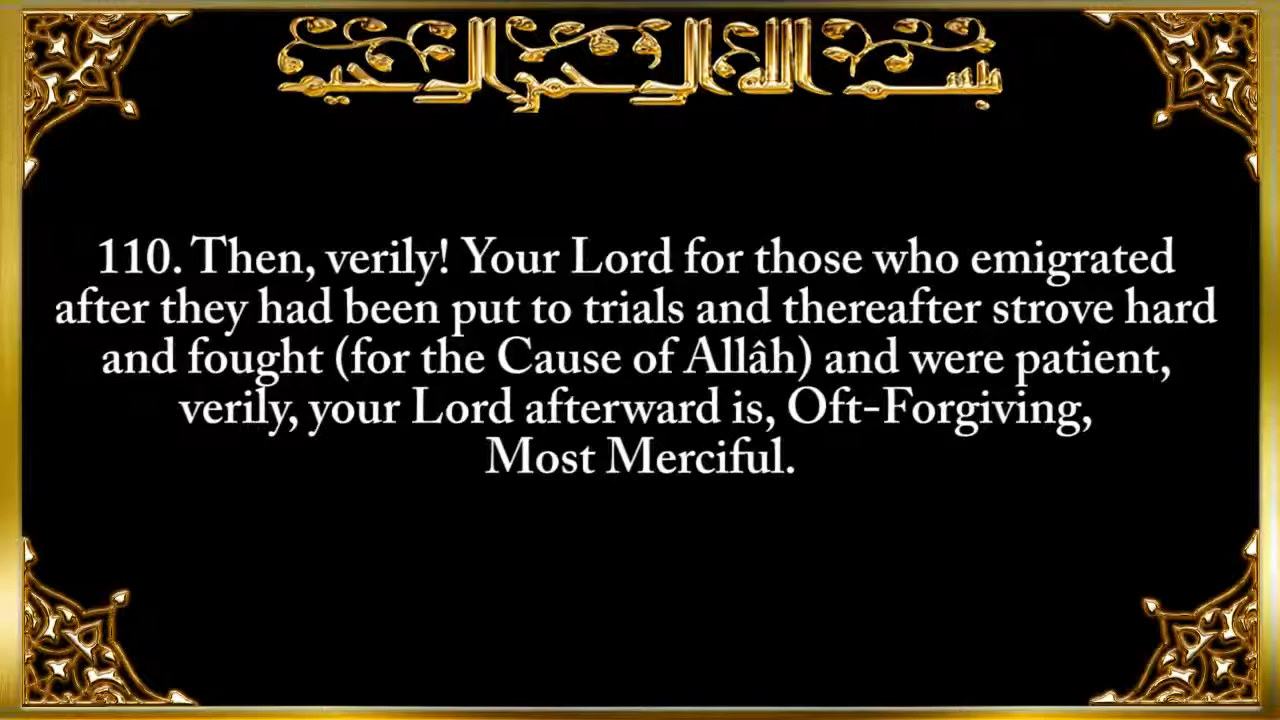 بسم الله الرحمن الرحيم
110. Then, verily! Your Lord for those who emigrated
after they had been put to trials and thereafter strove hard
and fought (for the Cause of Allâh) and were patient,
verily, your Lord afterward is, Oft-Forgiving,
Most Merciful.